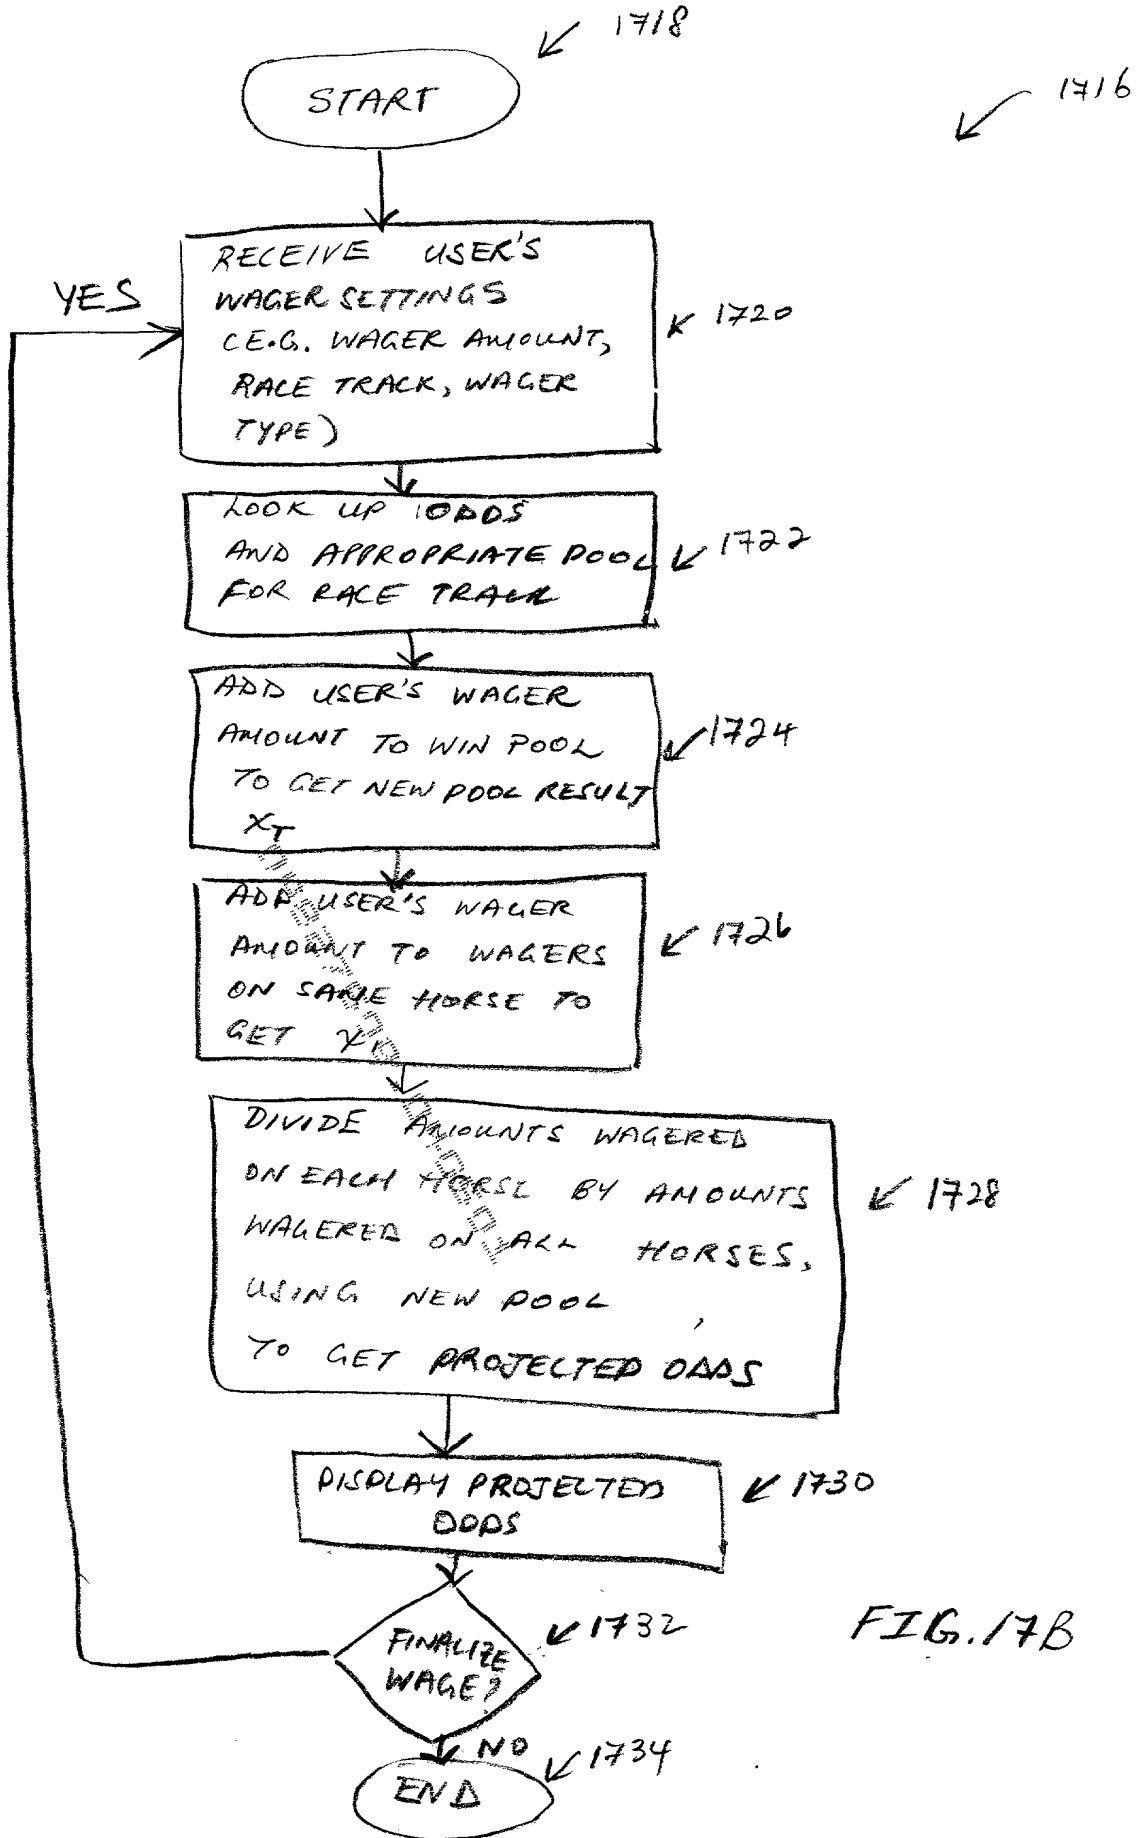 1718
1716
START
YES
RECEIVE USER'S
WAGER SETTINGS
(E.G. WAGER AMOUNT,
RACE TRACK, WAGER
TYPE)
1720
LOOK UP ODDS
AND APPROPRIATE POOL
FOR RACE TRACK
1722
ADD USER'S WAGER
AMOUNT TO WIN POOL
TO GET NEW POOL RESULT
X_T
1724
ADD USER'S WAGER
AMOUNT TO WAGERS
ON SAME HORSE TO
GET X₁
1726
DIVIDE AMOUNTS WAGERED
ON EACH HORSE BY AMOUNTS
WAGERED ON ALL HORSES,
USING NEW POOL,
TO GET PROJECTED ODDS
1728
DISPLAY PROJECTED
ODDS
1730
FINALIZE
WAGE?
1732
NO
END
1734
FIG. 17B